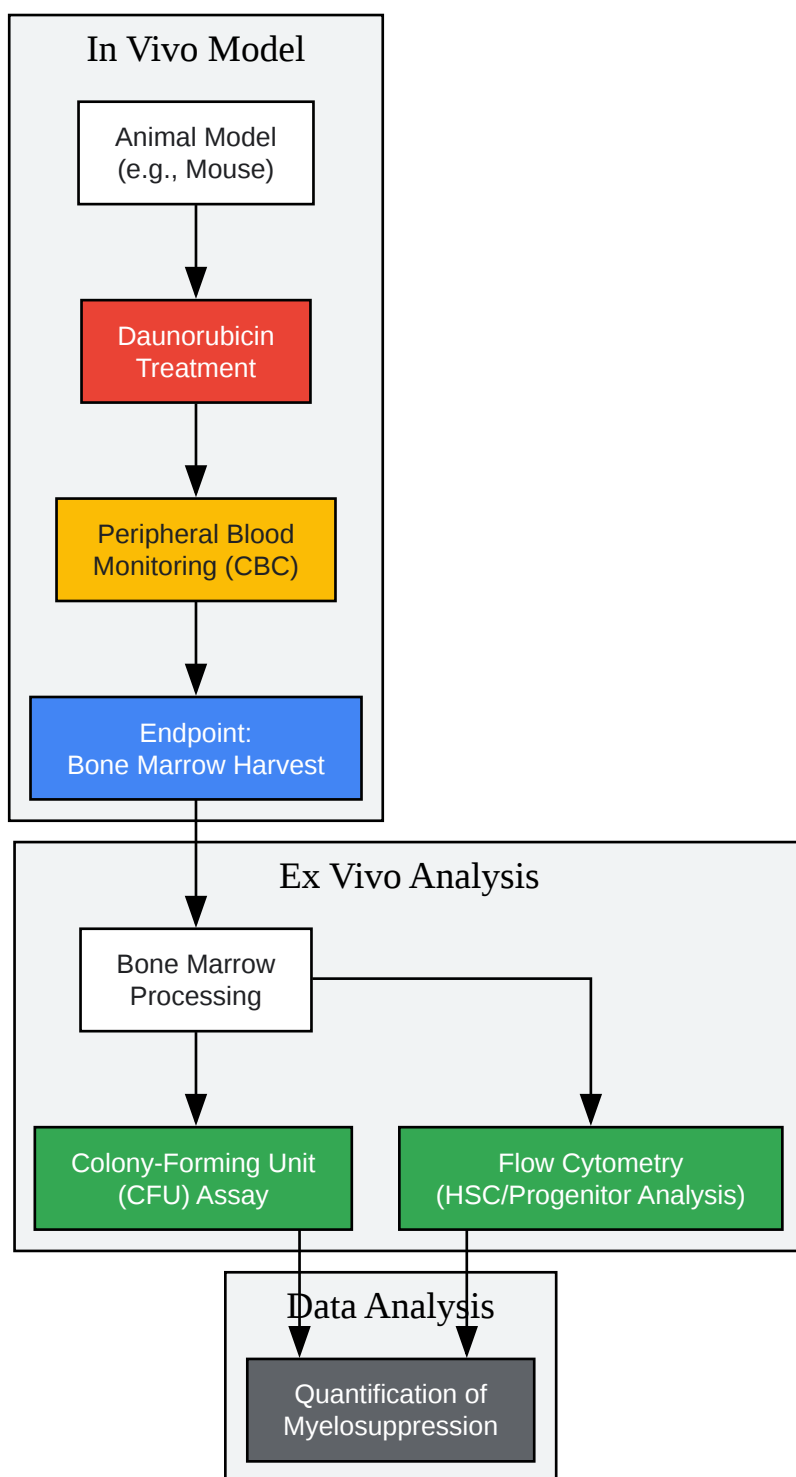 In Vivo Model
Animal Model
(e.g., Mouse)
Daunorubicin
Treatment
Peripheral Blood
Monitoring (CBC)
Endpoint:
Bone Marrow Harvest
Ex Vivo Analysis
Bone Marrow
Processing
Colony-Forming Unit
(CFU) Assay
Flow Cytometry
(HSC/Progenitor Analysis)
Data Analysis
Quantification of
Myelosuppression